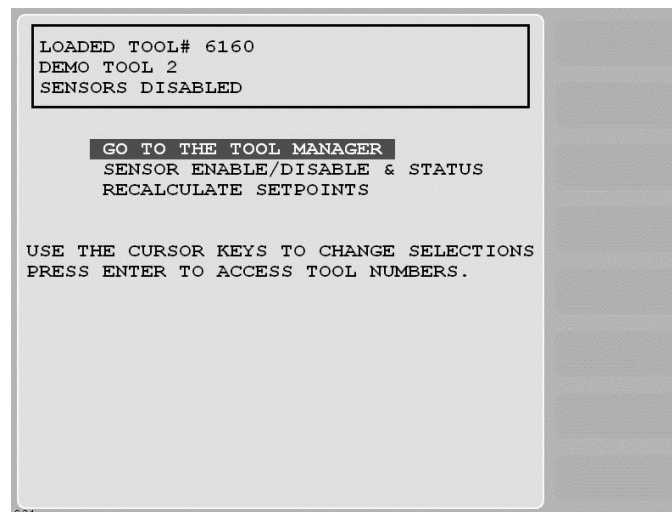 LOADED TOOL# 6160
DEMO TOOL 2
SENSORS DISABLED
GO TO THE TOOL MANAGER
SENSOR ENABLE/DISABLE & STATUS
RECALCULATE SETPOINTS
USE THE CURSOR KEYS TO CHANGE SELECTIONS
PRESS ENTER TO ACCESS TOOL NUMBERS.